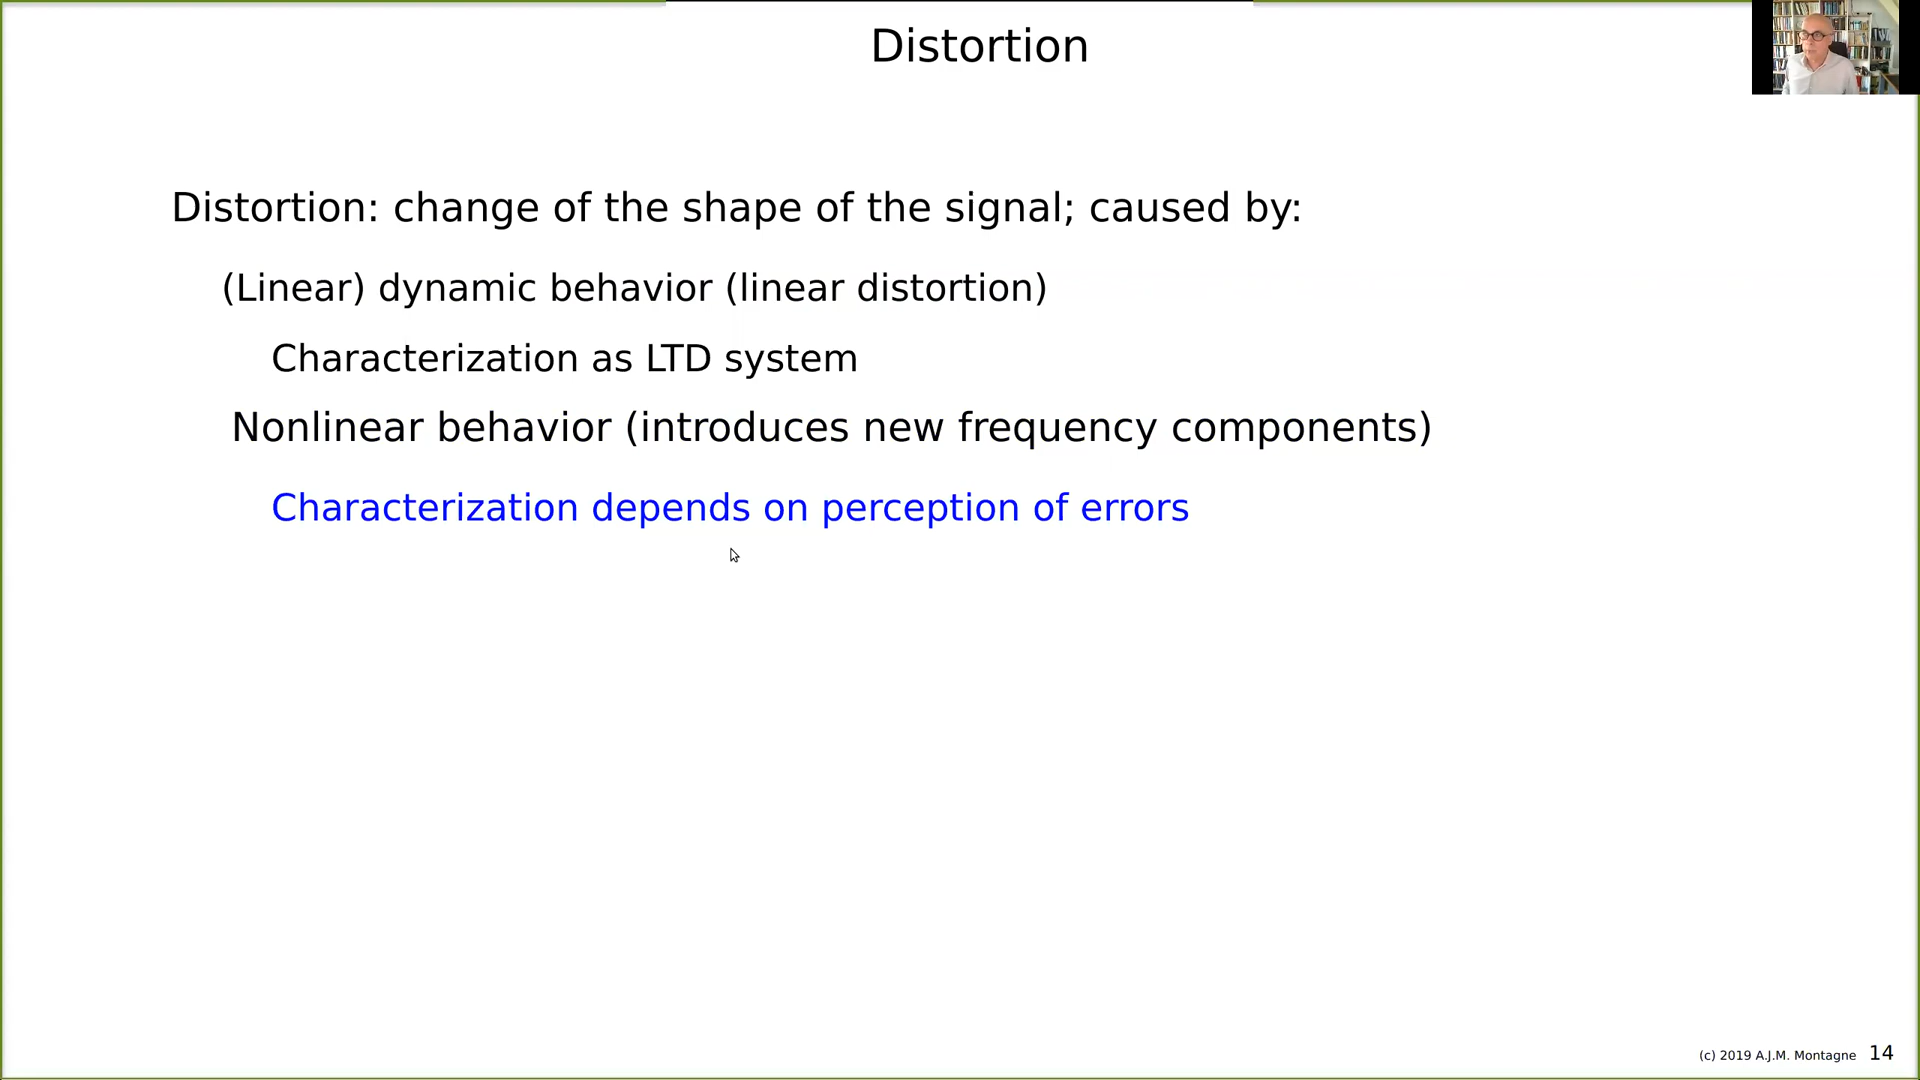 Distortion
Distortion: change of the shape of the signal; caused by:
(Linear) dynamic behavior (linear distortion)
Characterization as LTD system
Nonlinear behavior (introduces new frequency components)
Characterization depends on perception of errors
(c) 2019 A.J.M. Montagne 14